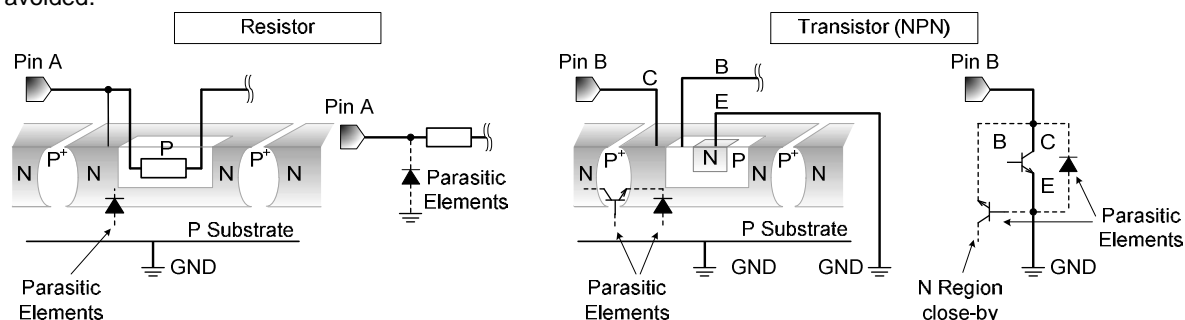 avoided.
Resistor
Pin A
Pin A
P
N
P+
N
N
P+
N
Parasitic
Elements
P Substrate
GND
Parasitic
Elements
Transistor (NPN)
Pin B
C
B
E
N
P+
N
N
P
P+
N
P Substrate
GND
GND
Parasitic
Elements
Pin B
B
C
E
Parasitic
Elements
GND
N Region
close-by